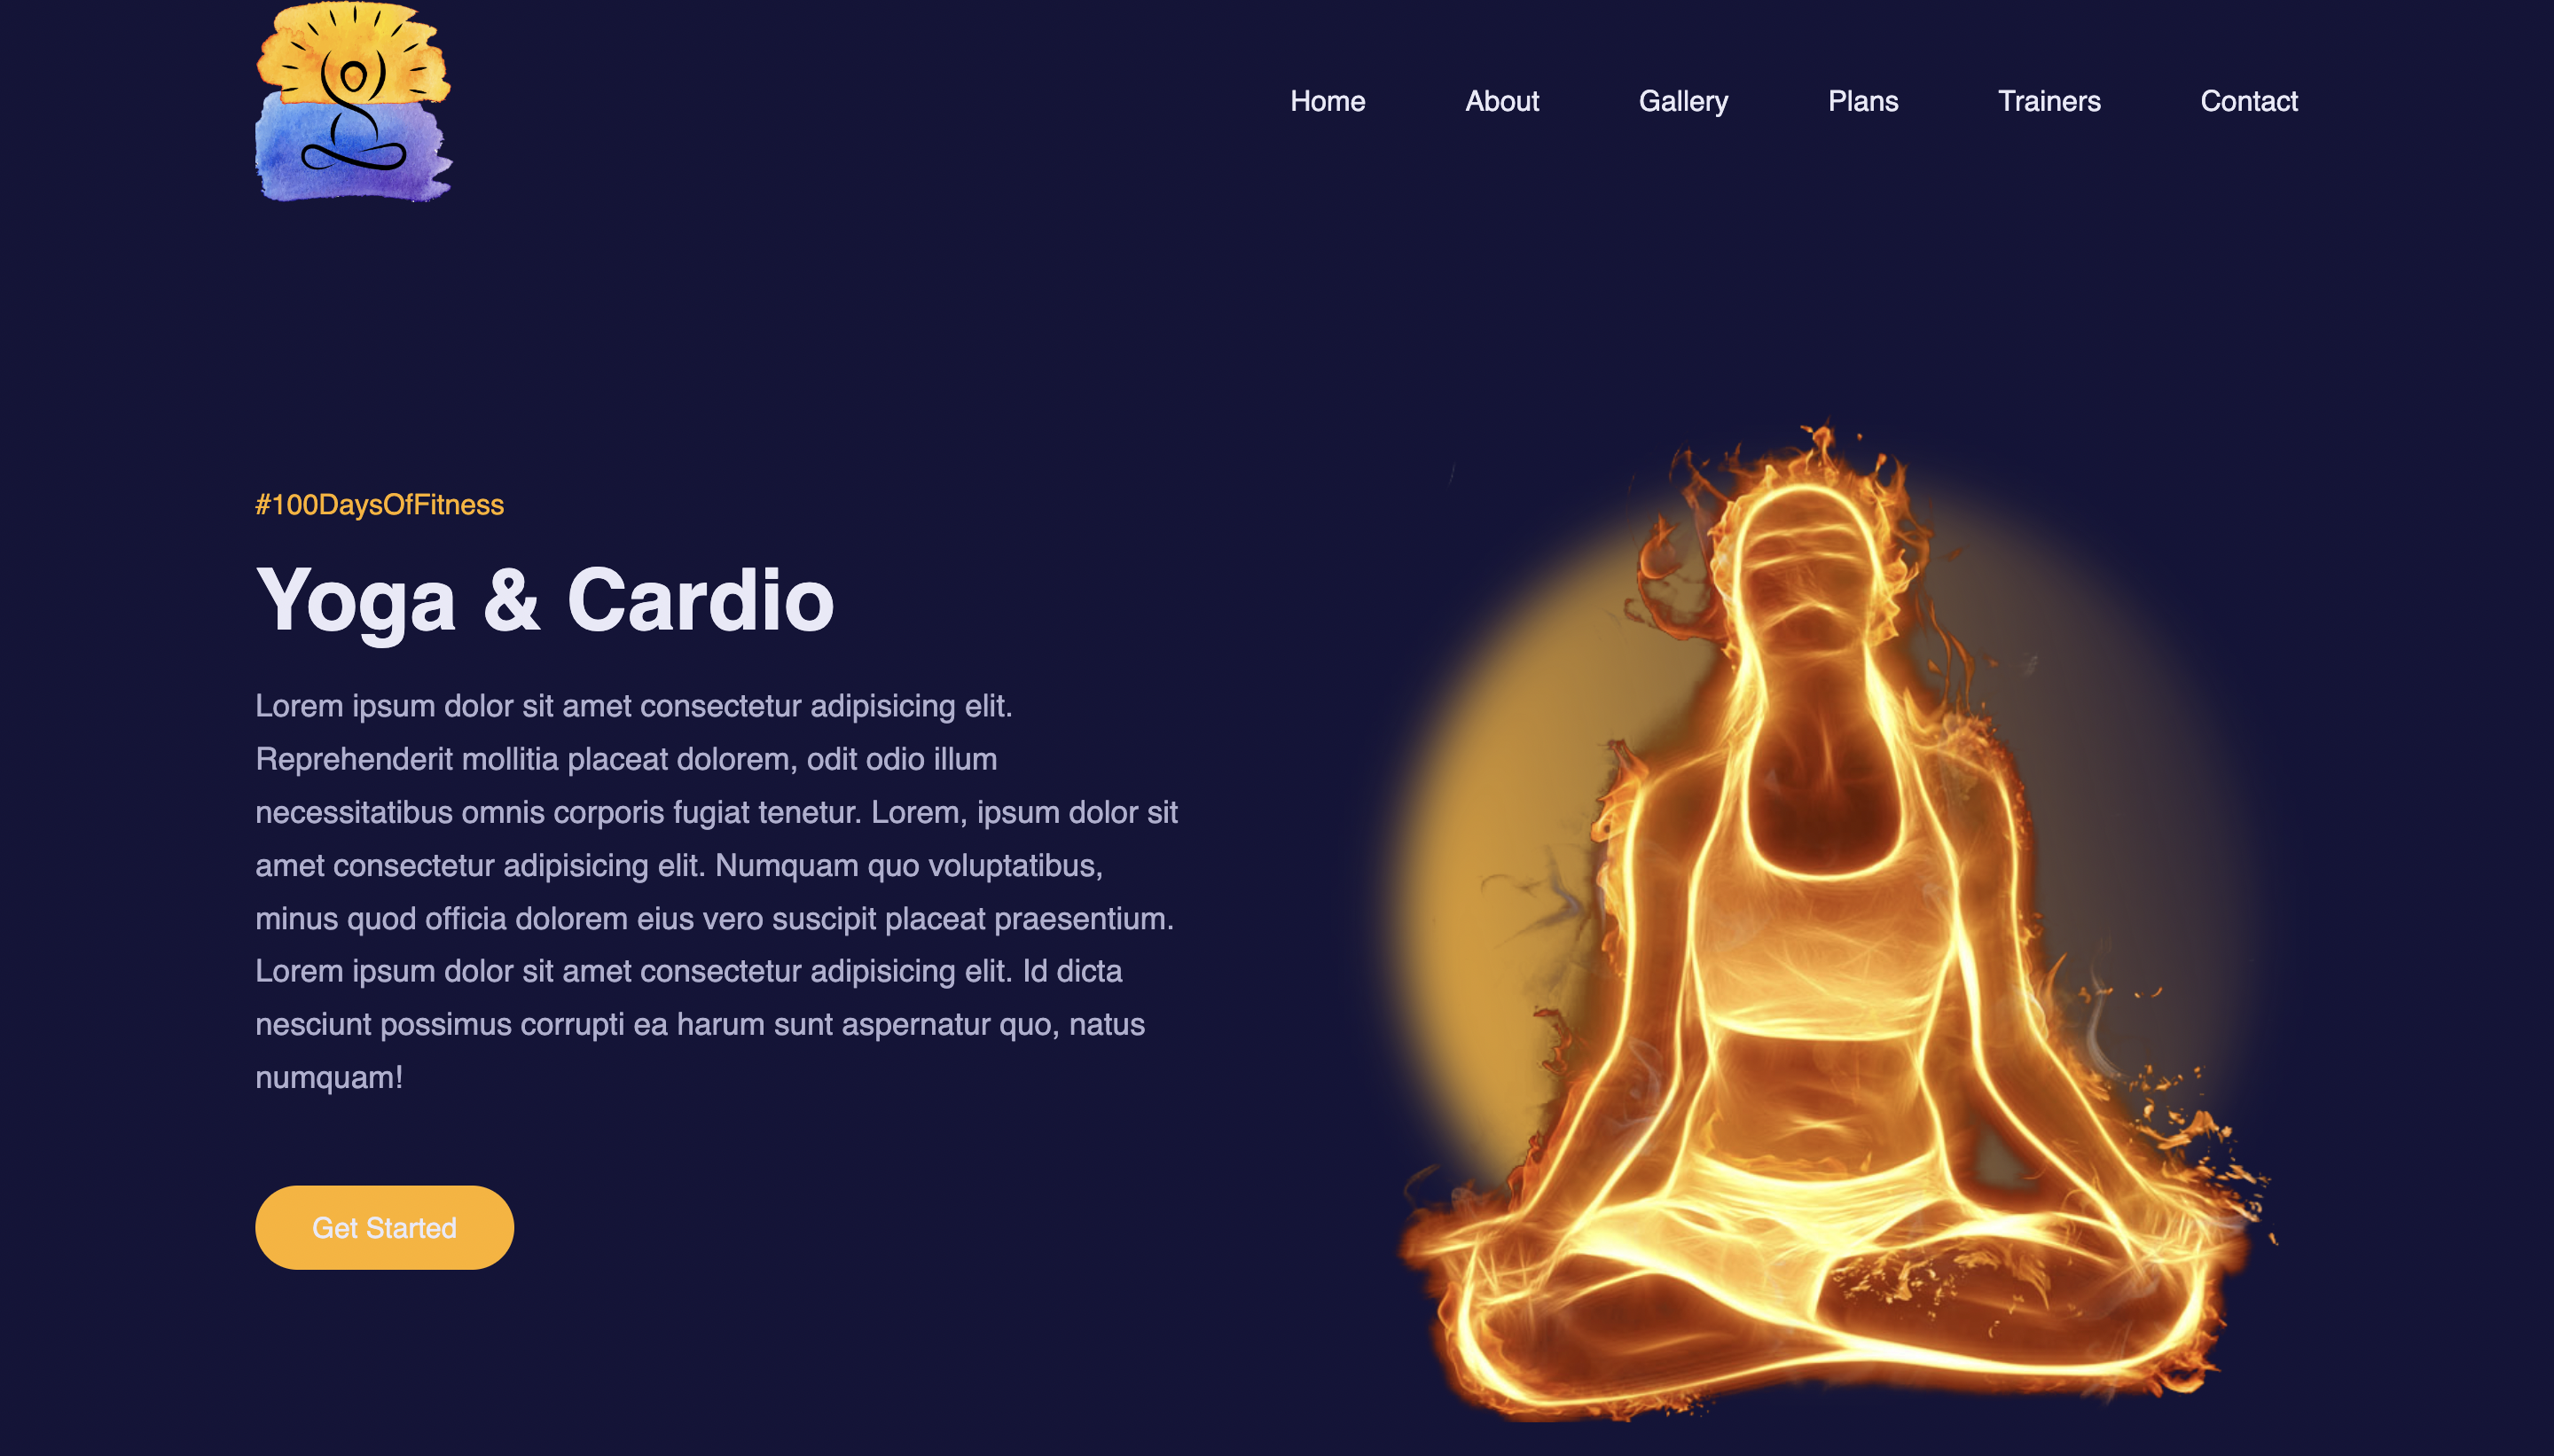 Home
About
Gallery
Plans
Trainers
Contact
#100DaysOfFitness
Yoga & Cardio
Lorem ipsum dolor sit amet consectetur adipisicing elit.
Reprehenderit mollitia placeat dolorem, odit odio illum
necessitatibus omnis corporis fugiat tenetur. Lorem, ipsum dolor sit
amet consectetur adipisicing elit. Numquam quo voluptatibus,
minus quod officia dolorem eius vero suscipit placeat praesentium.
Lorem ipsum dolor sit amet consectetur adipisicing elit. Id dicta
nesciunt possimus corrupti ea harum sunt aspernatur quo, natus
numquam!
Get Started